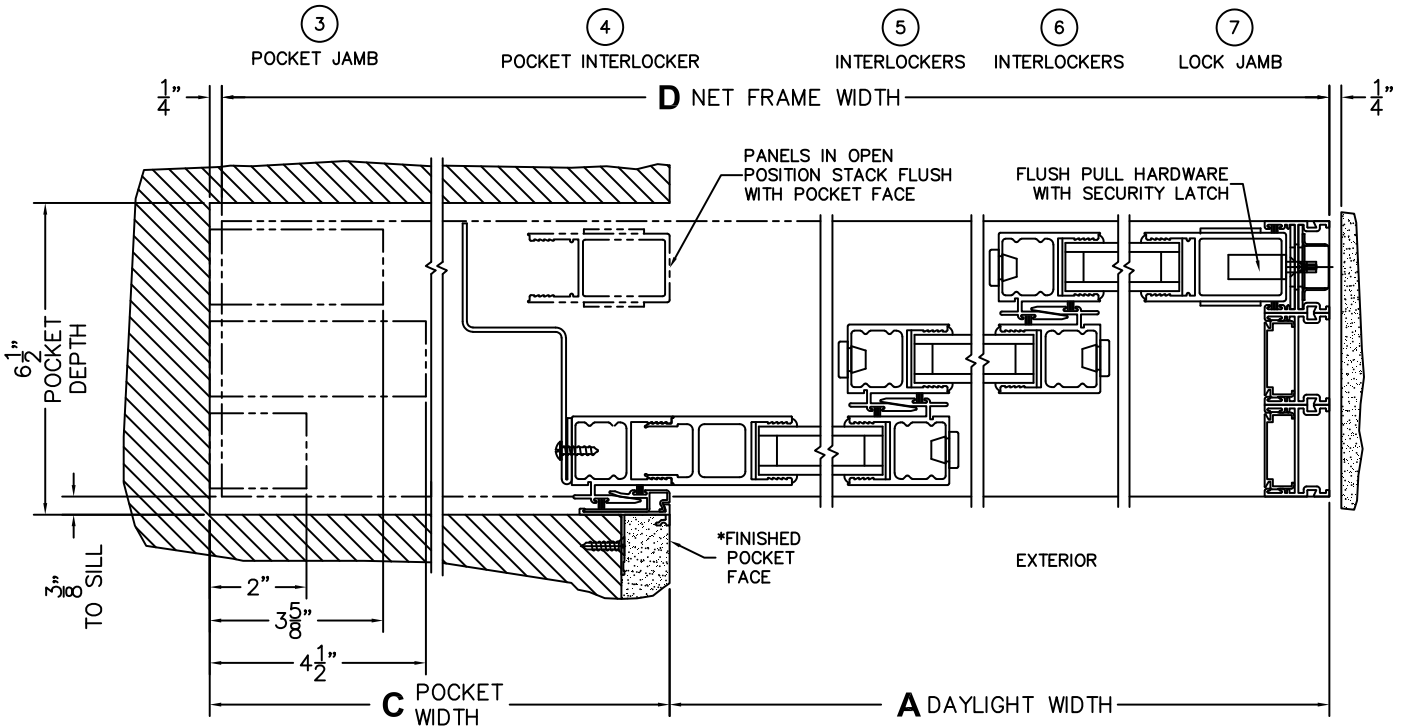 3
POCKET JAMB
4
POCKET INTERLOCKER
5
INTERLOCKERS
6
INTERLOCKERS
7
LOCK JAMB
1/4"
D NET FRAME WIDTH
1/4"
PANELS IN OPEN
POSITION STACK FLUSH
WITH POCKET FACE
FLUSH PULL HARDWARE
WITH SECURITY LATCH
6 1/2"
POCKET
DEPTH
3/8"
TO SILL
*FINISHED
POCKET
FACE
EXTERIOR
2"
3 5/8"
4 1/2"
C POCKET
WIDTH
A DAYLIGHT WIDTH